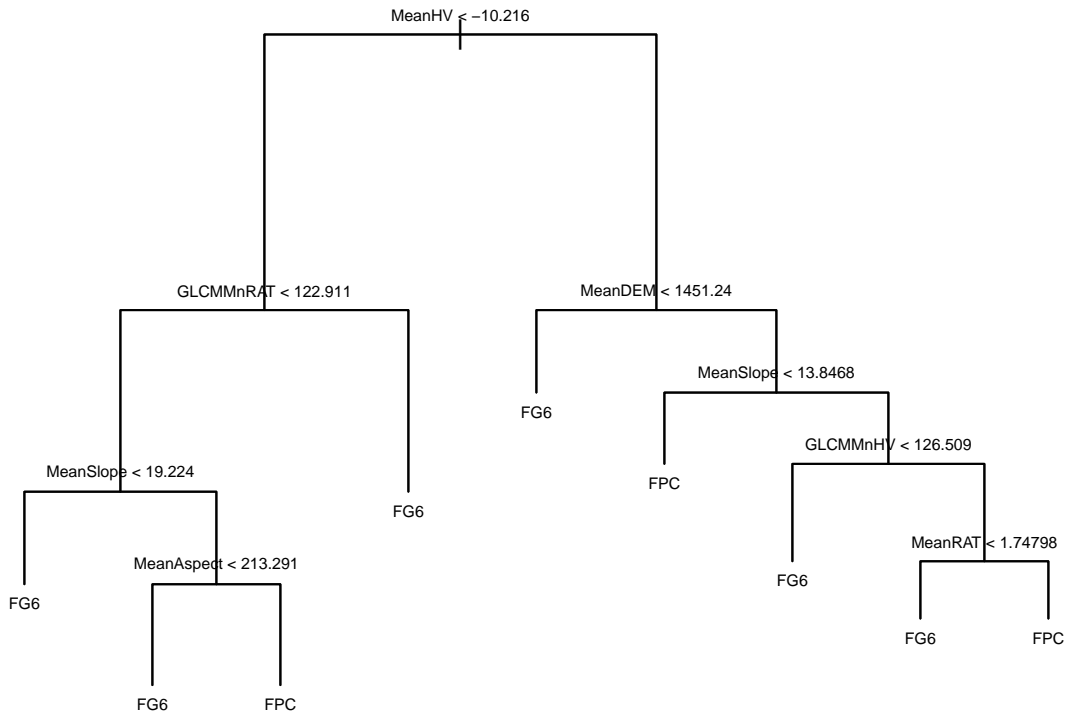 MeanHV < −10.216
GLCMMnRAT < 122.911
MeanDEM < 1451.24
MeanSlope < 13.8468
FG6
GLCMMnHV < 126.509
MeanSlope < 19.224
FPC
FG6
MeanRAT < 1.74798
MeanAspect < 213.291
FG6
FG6
FG6
FPC
FG6
FPC